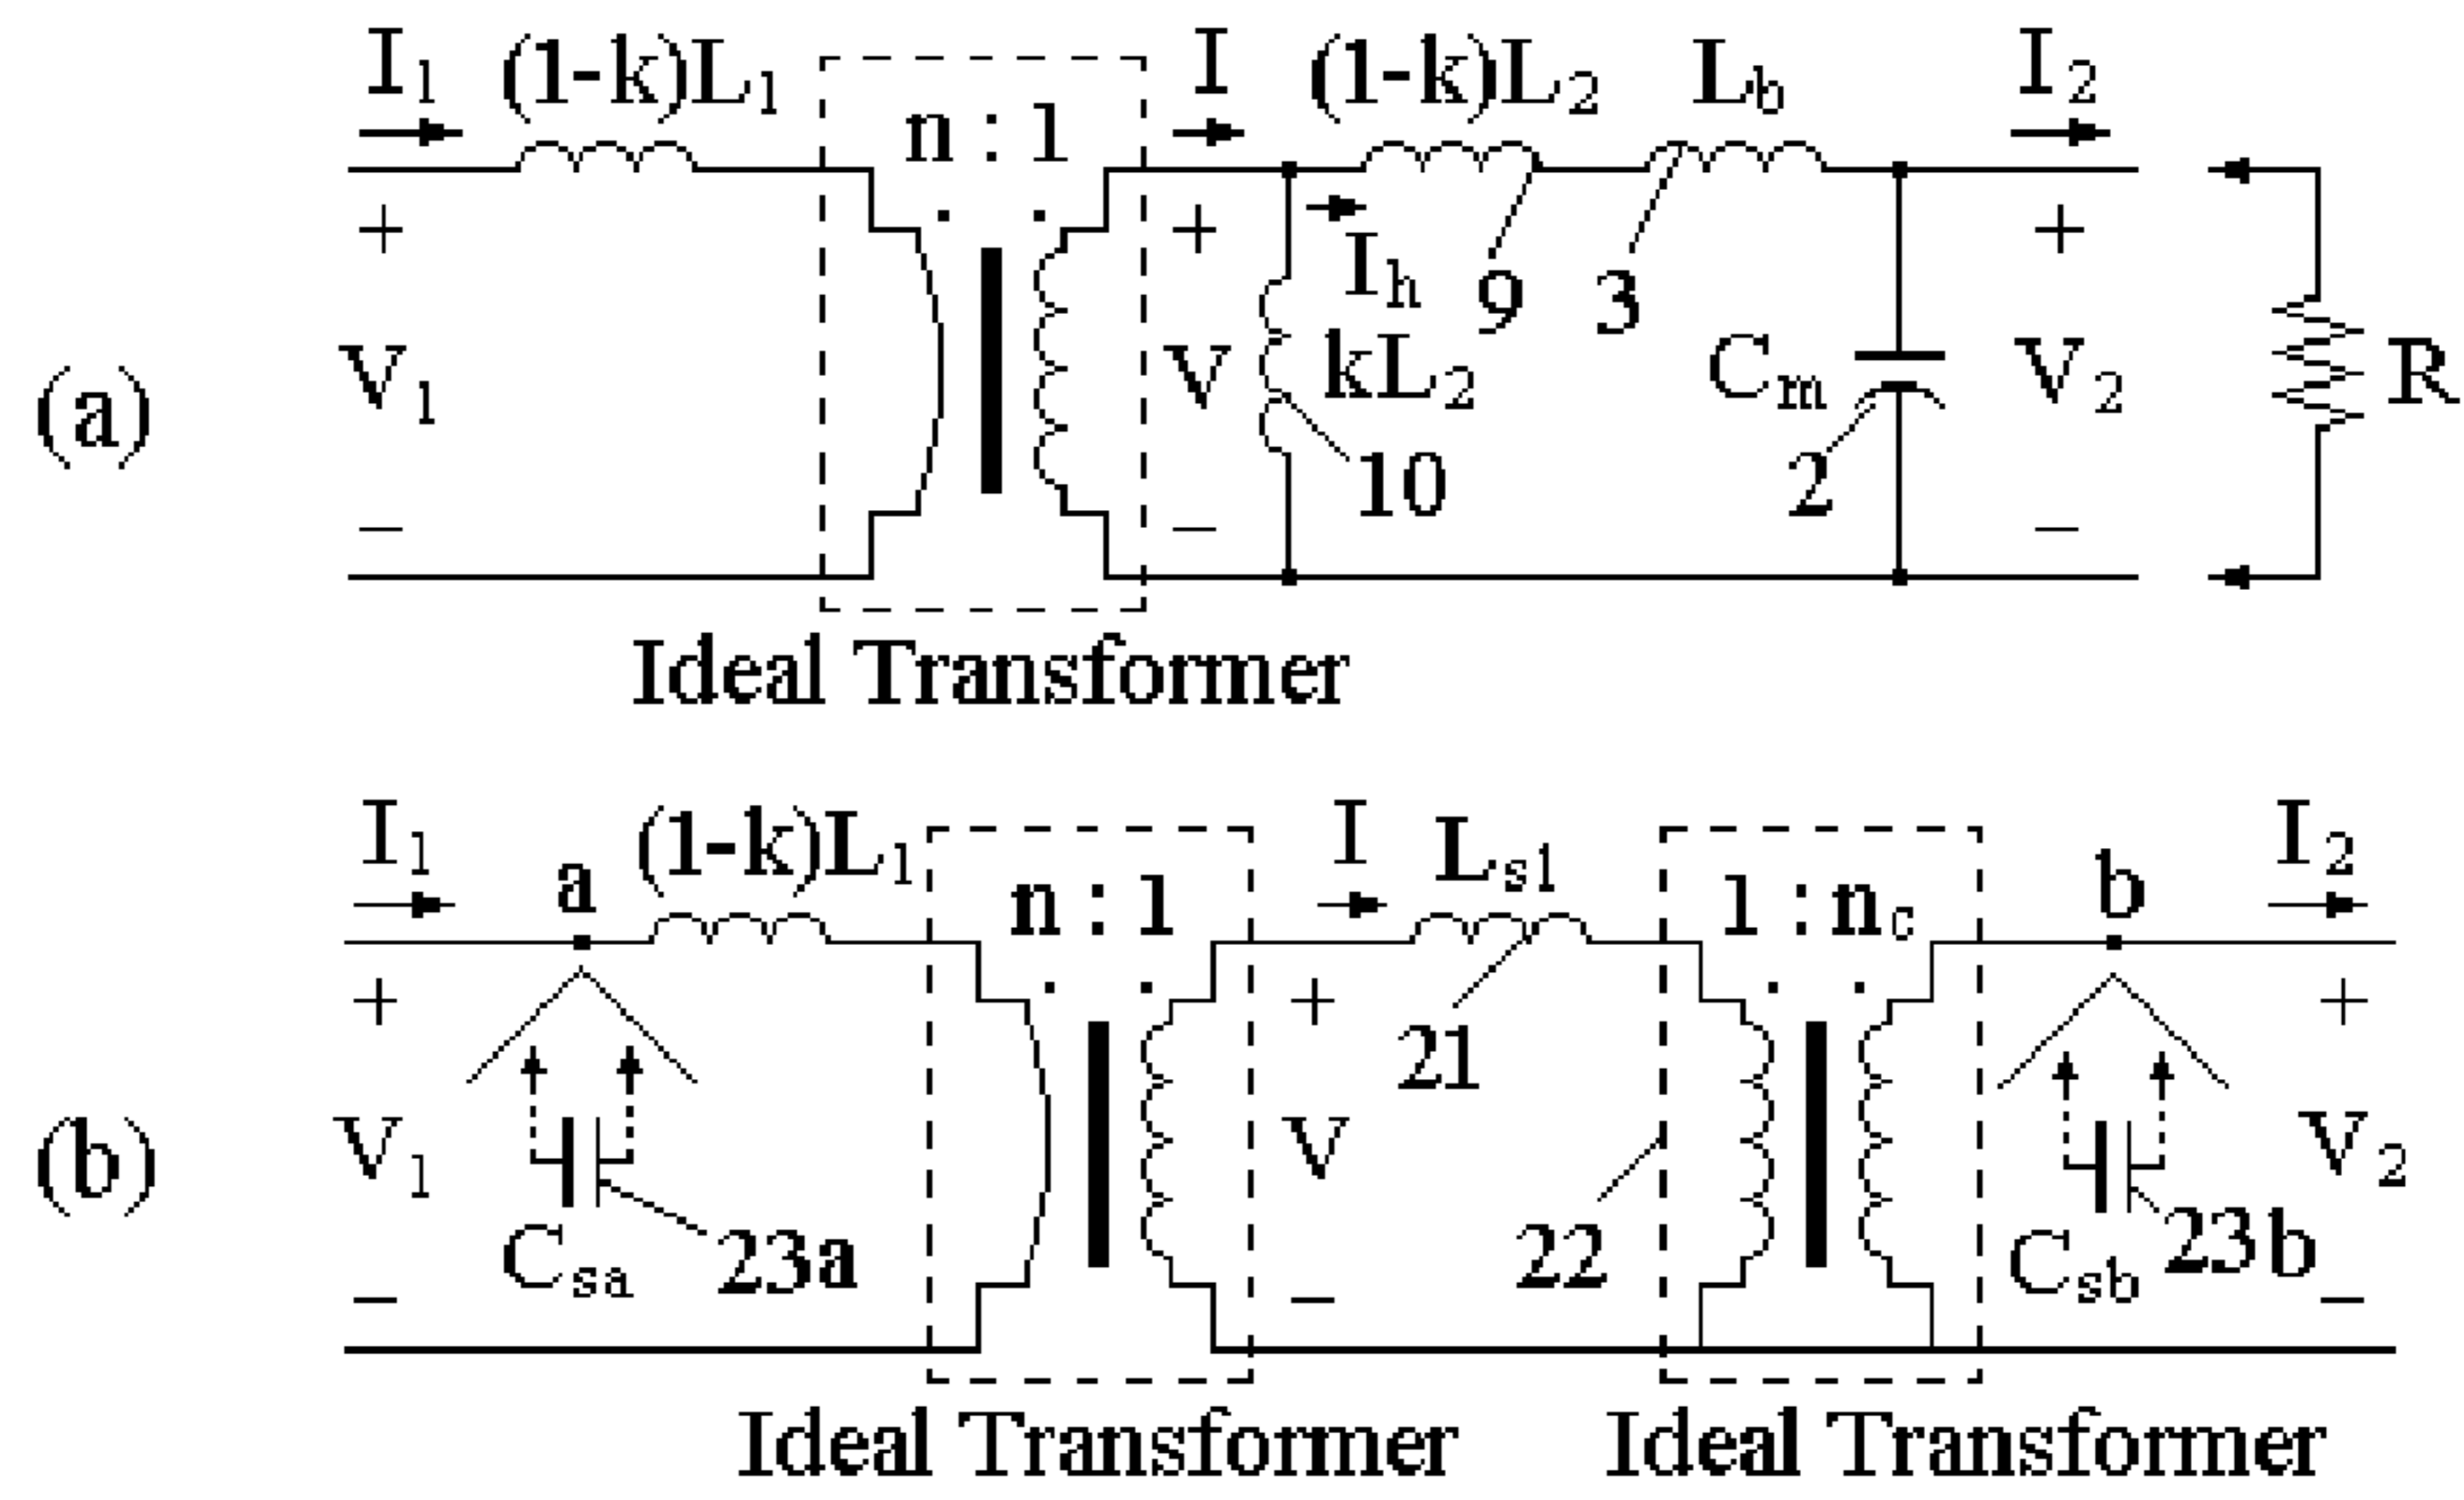 I1 (1-k)L1 n : 1 I (1-k)L2 Lb I2
+ . . + Ih 9 3 +
(a) V1 V kL2 Cm V2 R
10 2
− − −
Ideal Transformer
I1 a (1-k)L1 n : 1 I Ls1 1 : nc b I2
+ . . + 21 . . +
(b) V1 V V2
Csa 23a 22 Csb 23b
− − −
Ideal Transformer Ideal Transformer